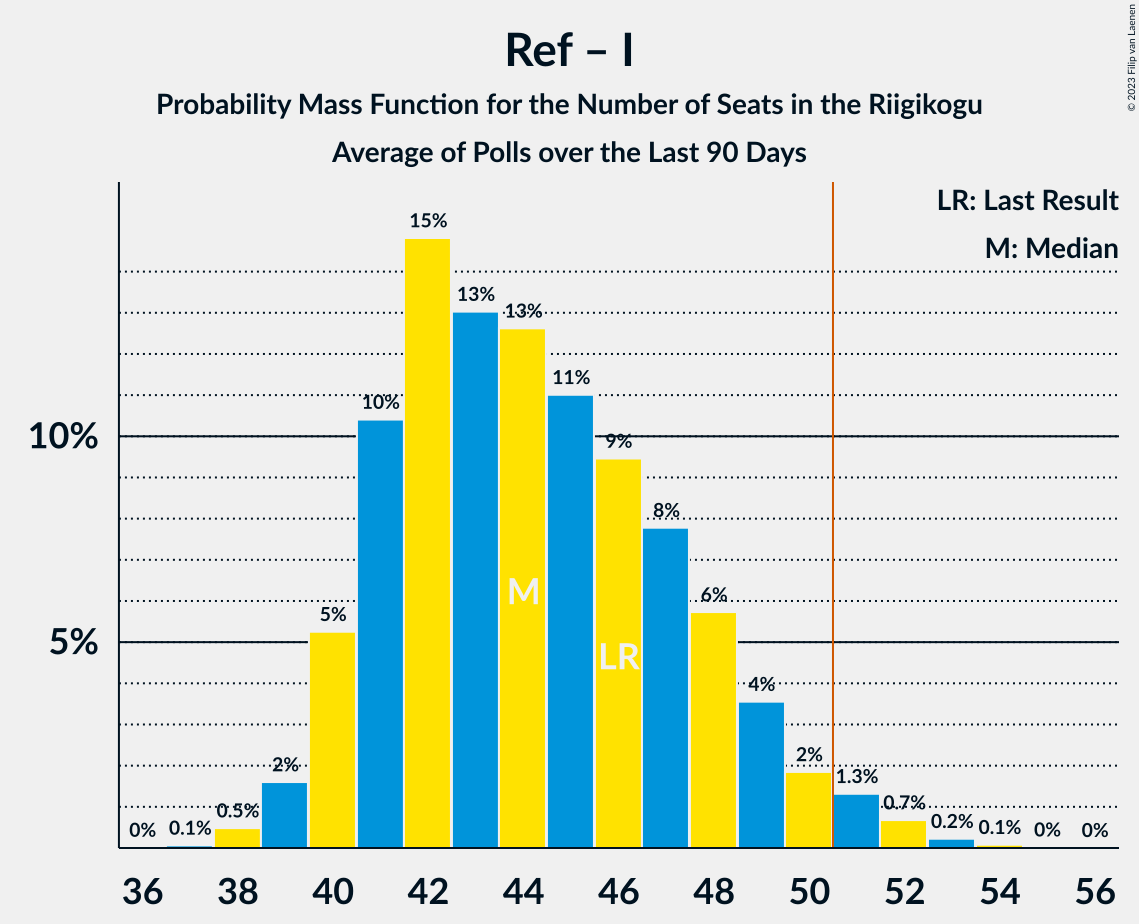 Ref – I
Probability Mass Function for the Number of Seats in the Riigikogu
Average of Polls over the Last 90 Days
© 2023 Filip van Laenen
LR: Last Result
M: Median
10%
5%
0%
0.1%
0.5%
2%
5%
10%
15%
13%
13%
11%
9%
8%
6%
4%
2%
1.3%
0.7%
0.2%
0.1%
0%
0%
M
LR
36 38 40 42 44 46 48 50 52 54 56